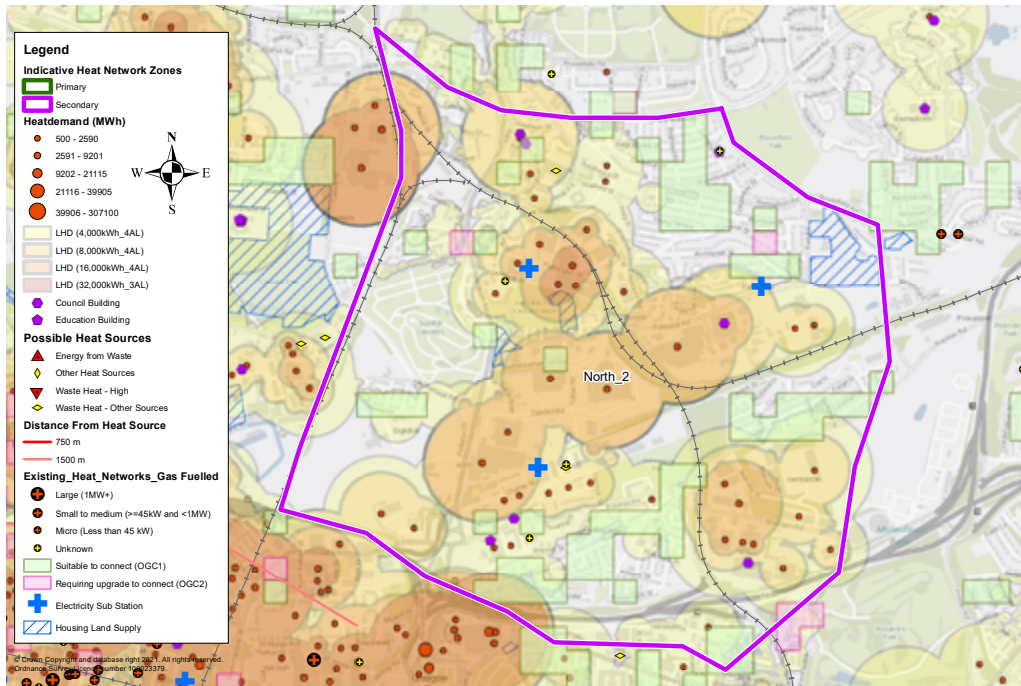 Legend
Indicative Heat Network Zones
Primary
Secondary
Heatdemand (MWh)
500 - 2590
2591 - 9201
9202 - 21115
21116 - 39905
39906 - 307100
N
W
E
S
LHD (4,000kWh_4AL)
LHD (8,000kWh_4AL)
LHD (16,000kWh_4AL)
LHD (32,000kWh_3AL)
Council Building
Education Building
Possible Heat Sources
Energy from Waste
Other Heat Sources
Waste Heat - High
Waste Heat - Other Sources
Distance From Heat Source
750 m
1500 m
Existing_Heat_Networks_Gas Fuelled
Large (1MW+)
Small to medium (>=45kW and <1MW)
Micro (Less than 45 kW)
Unknown
Suitable to connect (OGC1)
Requiring upgrade to connect (OGC2)
Electricity Sub Station
Housing Land Supply
© Crown Copyright and database right 2021. All rights reserved.
Ordnance Survey License number 100023379.
North_2